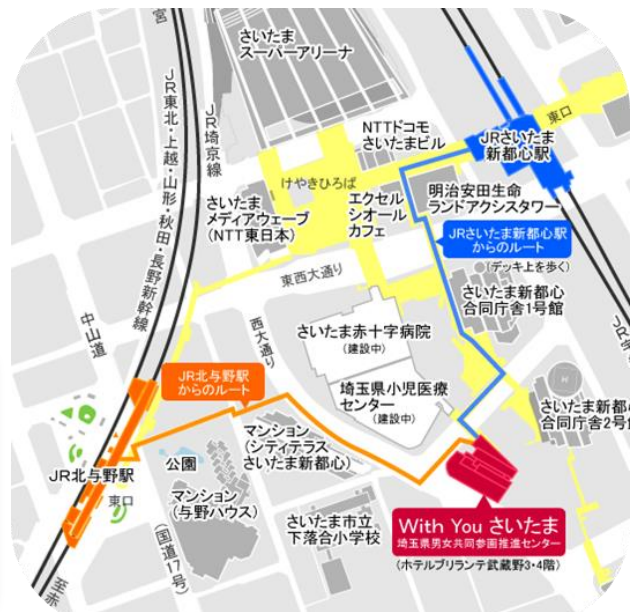 宮
さいたま
スーパーアリーナ
JR東北・上越・山形・秋田・長野新幹線
JR埼京線
NTTドコモ
さいたまビル
東口
JRさいたま
新都心駅
けやきひろば
さいたま
メディアウェーブ
(NTT東日本)
エクセル
シオール
カフェ
明治安田生命
ランドアクシスタワー
JRさいたま新都心駅
からのルート
(デッキ上を歩く)
東西大通り
さいたま新都心
合同庁舎1号館
中山道
西大通り
さいたま赤十字病院
(建設中)
JR北与野駅
からのルート
埼玉県小児医療
センター
(建設中)
さいたま新都
合同庁舎2号
マンション
(シティテラス
さいたま新都心)
公園
JR北与野駅
東口
マンション
(与野ハウス)
(国道17号)
さいたま市立
下落合小学校
With You さいたま
埼玉県男女共同参画推進センター
(ホテルブリランテ武蔵野3・4階)
至赤